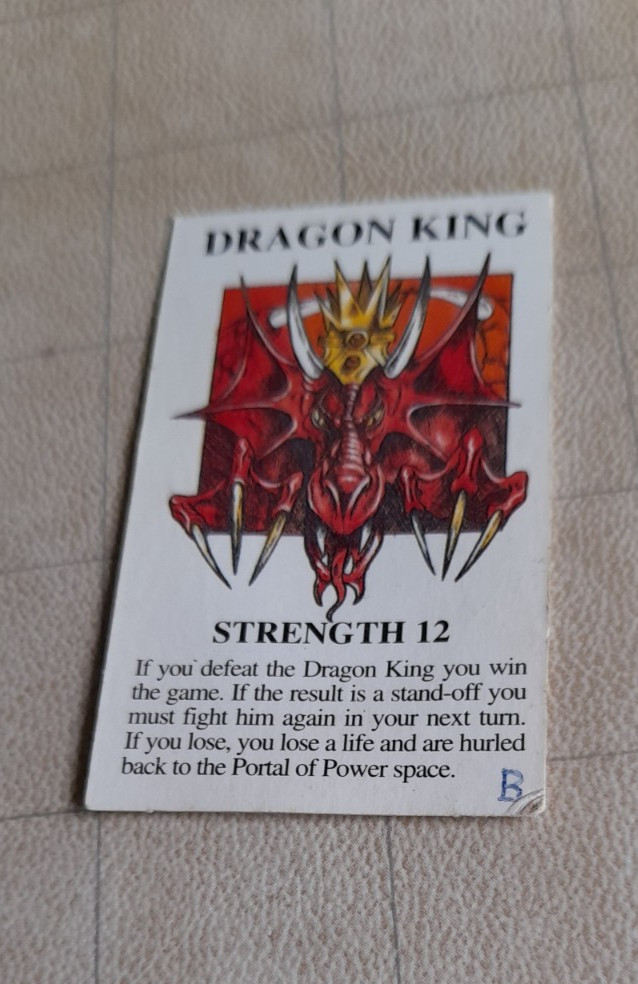 DRAGON KING
STRENGTH 12
If you defeat the Dragon King you win
the game. If the result is a stand-off you
must fight him again in your next turn.
If you lose, you lose a life and are hurled
back to the Portal of Power space.
B